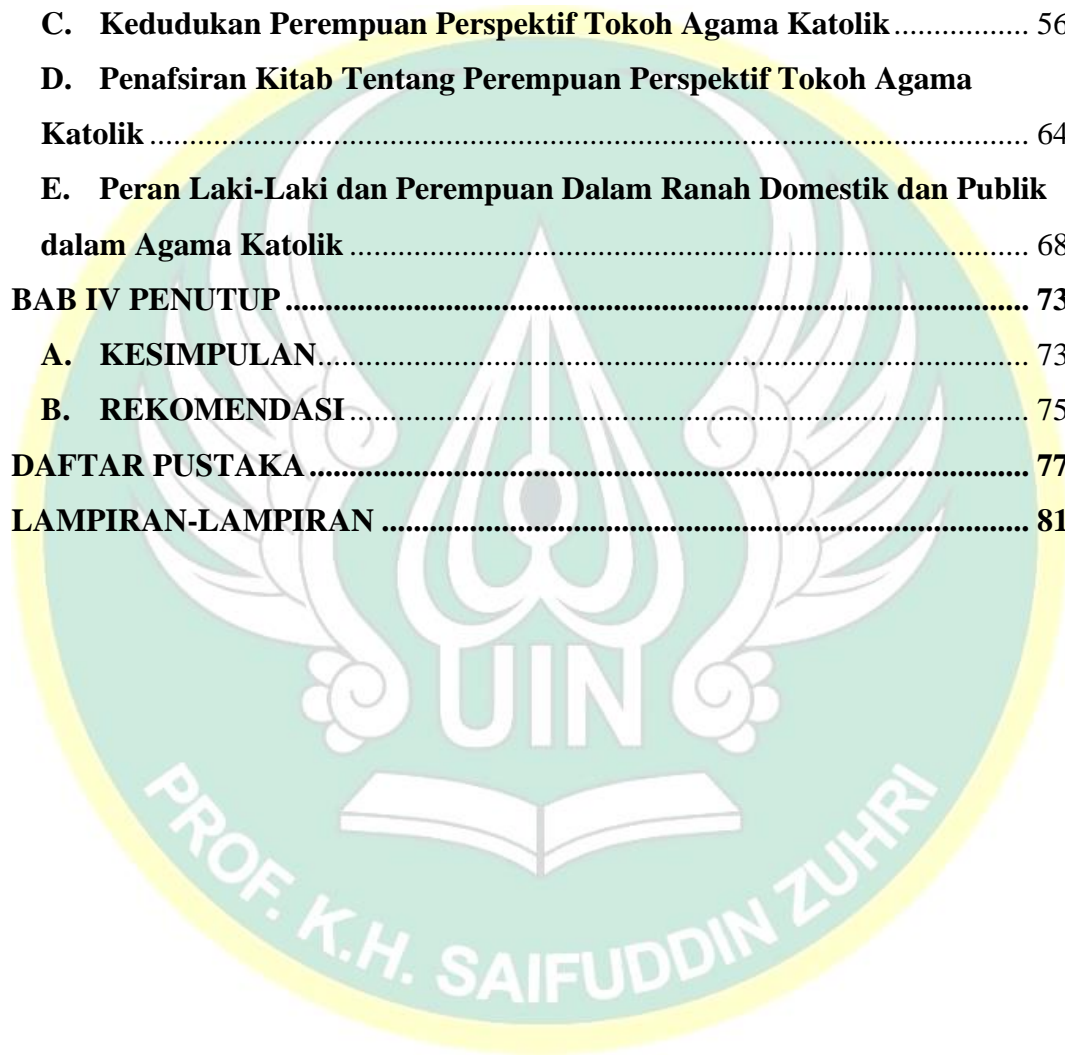 C. Kedudukan Perempuan Perspektif Tokoh Agama Katolik ................ 56
D. Penafsiran Kitab Tentang Perempuan Perspektif Tokoh Agama
Katolik ........................................................................................ 64
E. Peran Laki-Laki dan Perempuan Dalam Ranah Domestik dan Publik
dalam Agama Katolik ................................................................... 68
BAB IV PENUTUP ........................................................................ 73
A. KESIMPULAN ........................................................................ 73
B. REKOMENDASI ..................................................................... 75
DAFTAR PUSTAKA ..................................................................... 77
LAMPIRAN-LAMPIRAN ............................................................... 81
UIN
PROF. K.H. SAIFUDDIN ZUHRI